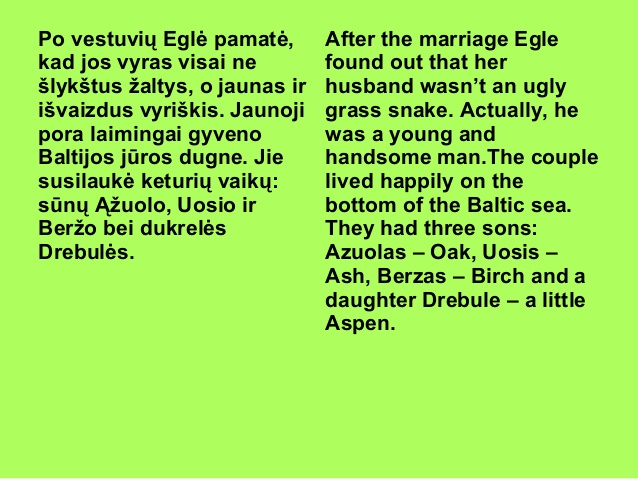 Po vestuvių Eglė pamatė,
kad jos vyras visai ne
šlykštus žaltys, o jaunas ir
išvaizdus vyriškis. Jaunoji
pora laimingai gyveno
Baltijos jūros dugne. Jie
susilaukė keturių vaikų:
sūnų Ąžuolo, Uosio ir
Beržo bei dukrelės
Drebulės.
After the marriage Egle
found out that her
husband wasn’t an ugly
grass snake. Actually, he
was a young and
handsome man.The couple
lived happily on the
bottom of the Baltic sea.
They had three sons:
Azuolas – Oak, Uosis –
Ash, Berzas – Birch and a
daughter Drebule – a little
Aspen.